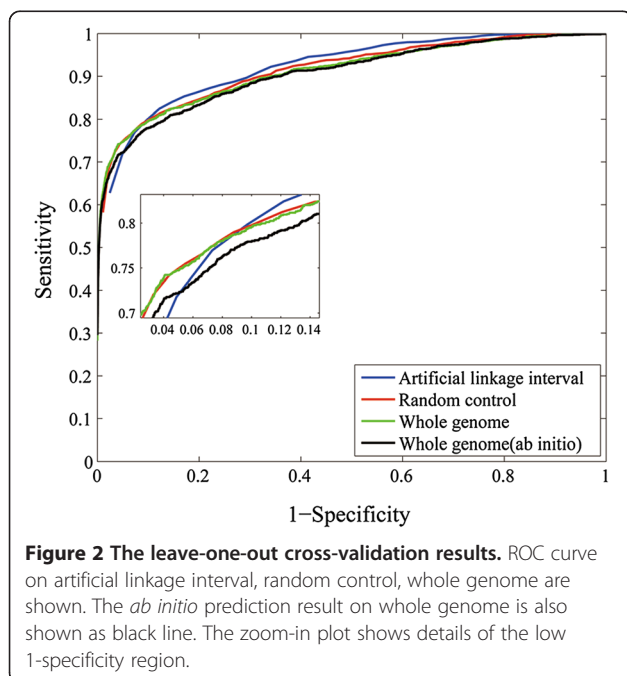 1
0.9
0.8
0.7
0.6
0.5
0.4
0.3
0.2
0.1
0
Sensitivity
0.8
0.75
0.7
0.04 0.06 0.08 0.1 0.12 0.14
Artificial linkage interval
Random control
Whole genome
Whole genome(ab initio)
0 0.2 0.4 0.6 0.8 1
1−Specificity
Figure 2 The leave-one-out cross-validation results. ROC curve
on artificial linkage interval, random control, whole genome are
shown. The ab initio prediction result on whole genome is also
shown as black line. The zoom-in plot shows details of the low
1-specificity region.